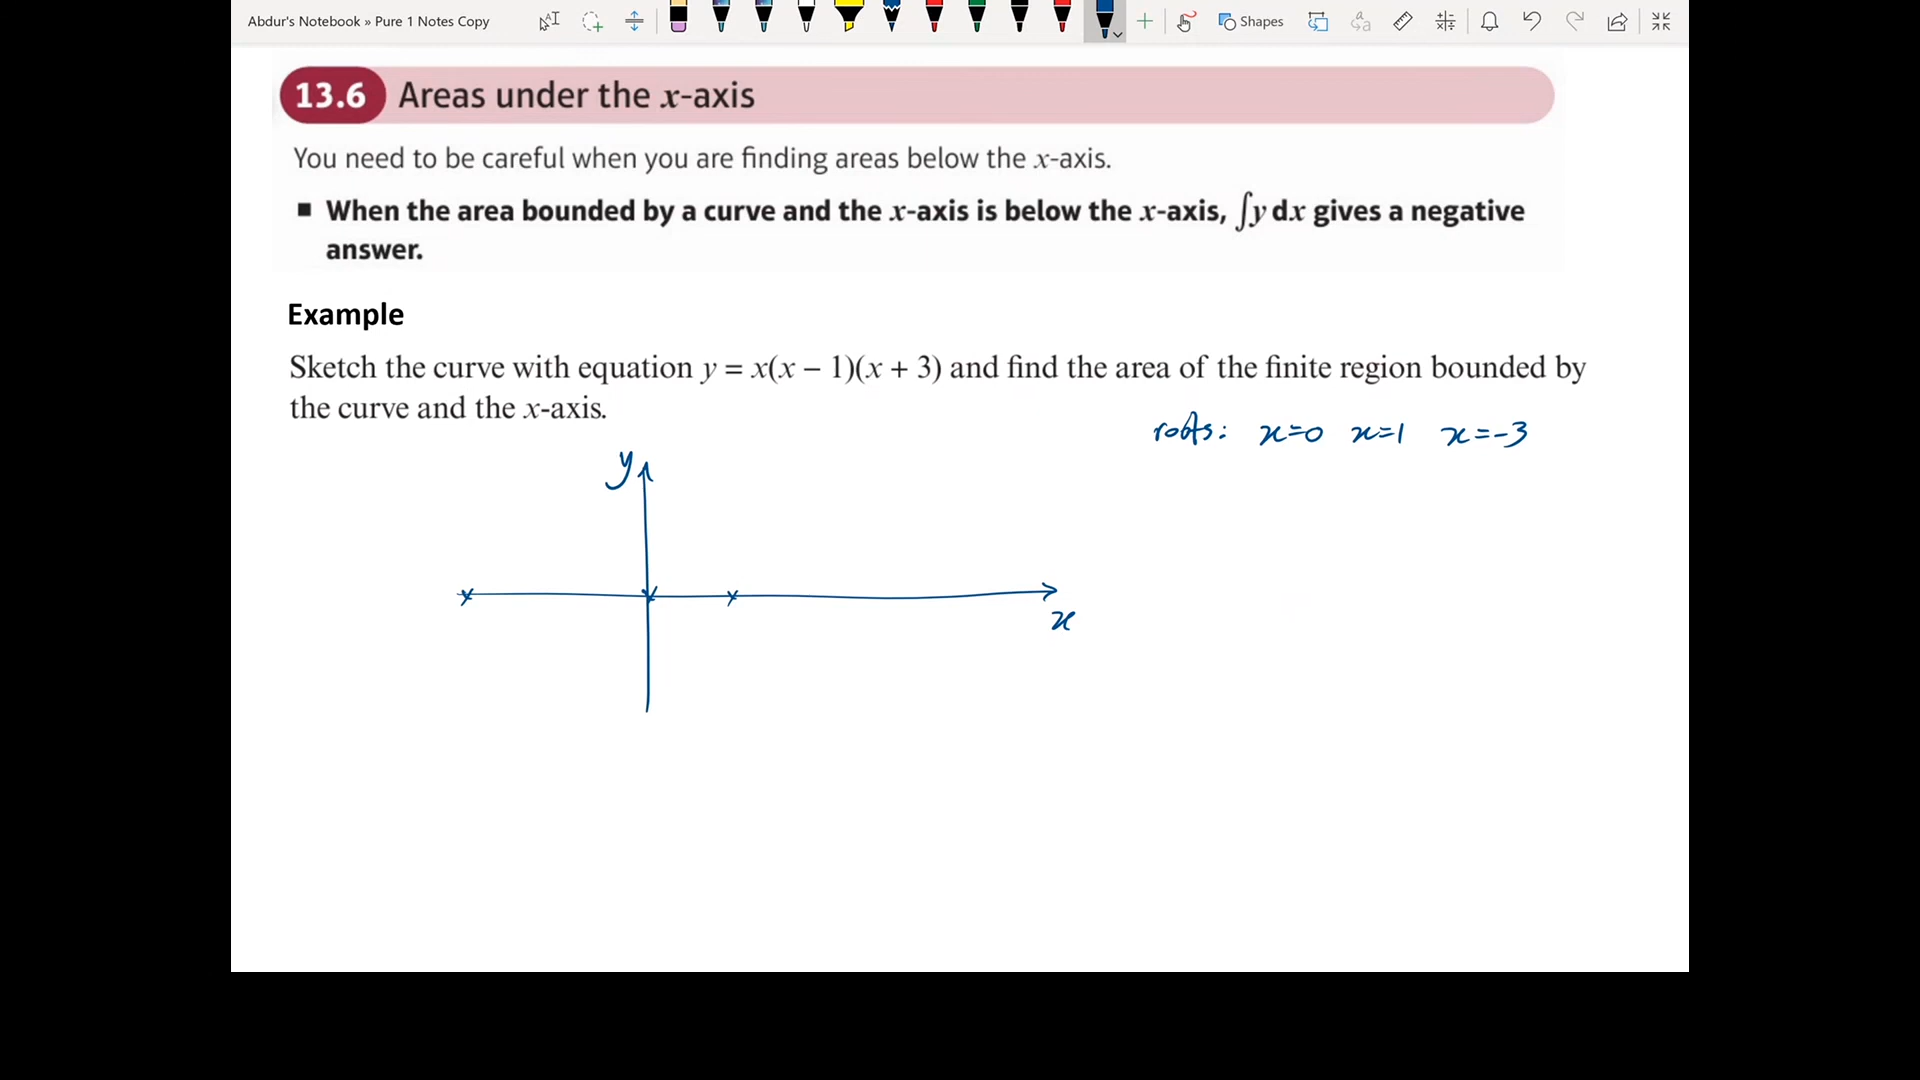 Abdur's Notebook » Pure 1 Notes Copy
Shapes
13.6 Areas under the x-axis
You need to be careful when you are finding areas below the x-axis.
■ When the area bounded by a curve and the x-axis is below the x-axis, ∫y dx gives a negative
answer.
Example
Sketch the curve with equation y = x(x − 1)(x + 3) and find the area of the finite region bounded by
the curve and the x-axis.
roots: x=0 x=1 x=-3
y
x